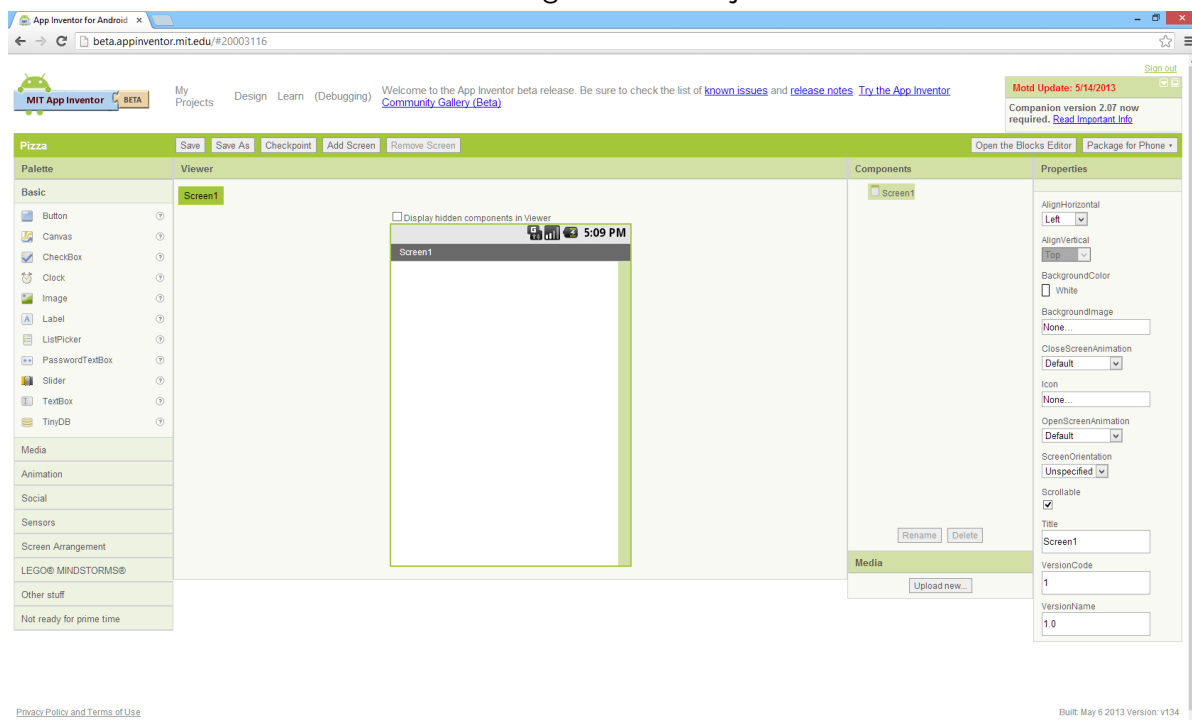 App Inventor for Android
beta.appinventor.mit.edu/#20003116
Sign out
MIT App Inventor BETA
My Projects Design Learn (Debugging)
Welcome to the App Inventor beta release. Be sure to check the list of known issues and release notes. Try the App Inventor
Community Gallery (Beta)
Motd Update: 5/14/2013
Companion version 2.07 now
required. Read Important Info
Pizza Save Save As Checkpoint Add Screen Remove Screen Open the Blocks Editor Package for Phone
Palette
Basic
Button
Canvas
CheckBox
Clock
Image
Label
ListPicker
PasswordTextBox
Slider
TextBox
TinyDB
Media
Animation
Social
Sensors
Screen Arrangement
LEGO® MINDSTORMS®
Other stuff
Not ready for prime time
Viewer
Screen1
Display hidden components in Viewer
5:09 PM
Screen1
Components
Screen1
Rename Delete
Media
Upload new...
Properties
AlignHorizontal
Left
AlignVertical
Top
BackgroundColor
White
BackgroundImage
None...
CloseScreenAnimation
Default
Icon
None...
OpenScreenAnimation
Default
ScreenOrientation
Unspecified
Scrollable
Title
Screen1
VersionCode
1
VersionName
1.0
Privacy Policy and Terms of Use
Built: May 6 2013 Version: v134